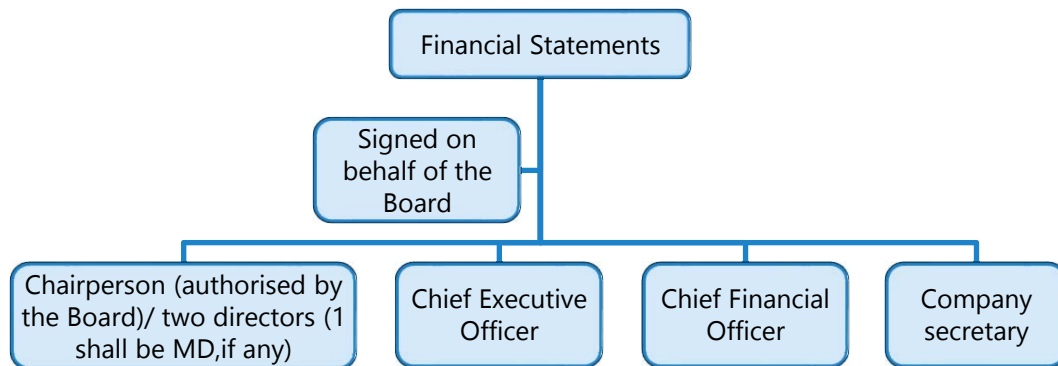 Financial Statements
Signed on
behalf of the
Board
Chairperson (authorised by
the Board)/ two directors (1
shall be MD,if any)
Chief Executive
Officer
Chief Financial
Officer
Company
secretary